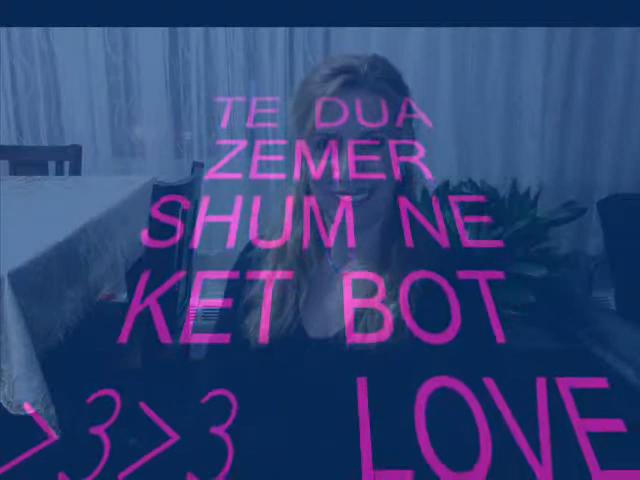 TE DUA
ZEMER
SHUM NE
KET BOT
>3>3 LOVE